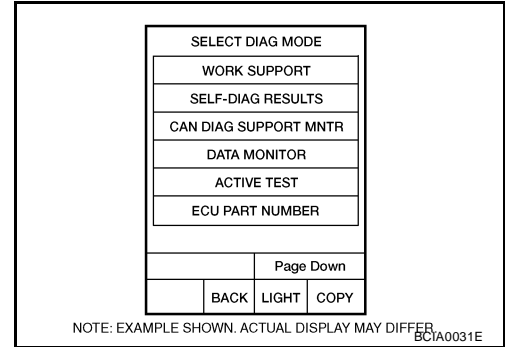 SELECT DIAG MODE
WORK SUPPORT
SELF-DIAG RESULTS
CAN DIAG SUPPORT MNTR
DATA MONITOR
ACTIVE TEST
ECU PART NUMBER
Page Down
BACK LIGHT COPY
NOTE: EXAMPLE SHOWN. ACTUAL DISPLAY MAY DIFFER.
BCIA0031E